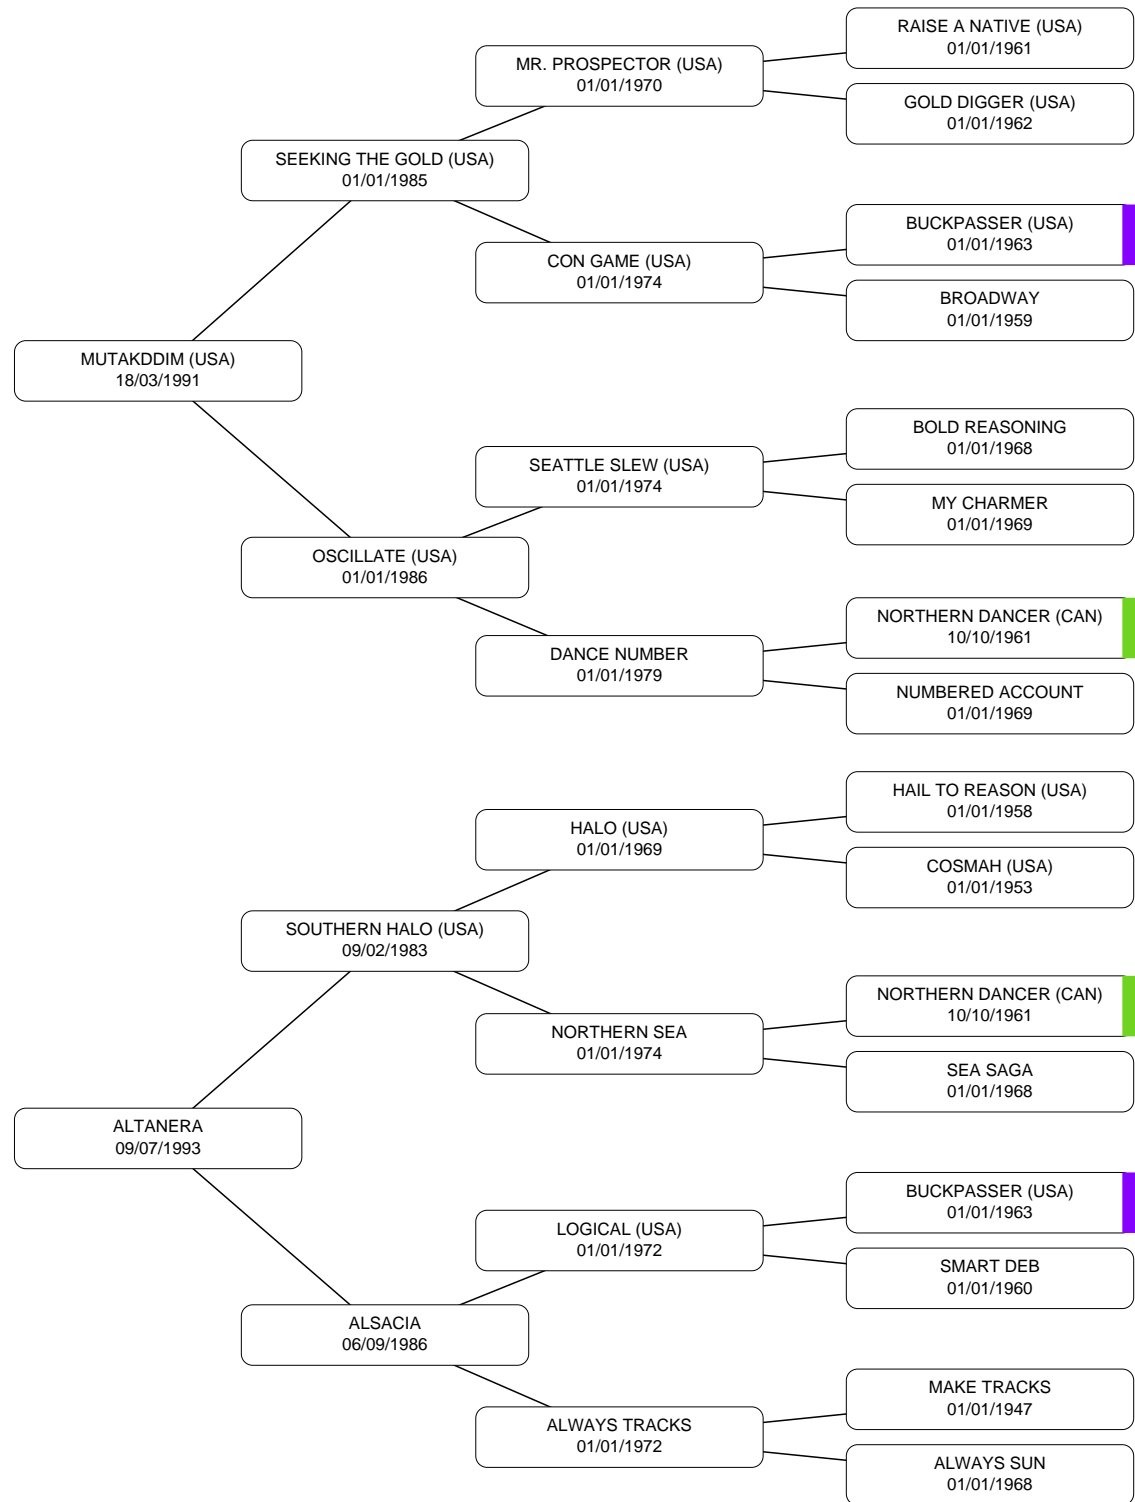 RAISE A NATIVE (USA)
01/01/1961
MR. PROSPECTOR (USA)
01/01/1970
GOLD DIGGER (USA)
01/01/1962
SEEKING THE GOLD (USA)
01/01/1985
BUCKPASSER (USA)
01/01/1963
CON GAME (USA)
01/01/1974
BROADWAY
01/01/1959
MUTAKDDIM (USA)
18/03/1991
BOLD REASONING
01/01/1968
SEATTLE SLEW (USA)
01/01/1974
MY CHARMER
01/01/1969
OSCILLATE (USA)
01/01/1986
NORTHERN DANCER (CAN)
10/10/1961
DANCE NUMBER
01/01/1979
NUMBERED ACCOUNT
01/01/1969
HAIL TO REASON (USA)
01/01/1958
HALO (USA)
01/01/1969
COSMAH (USA)
01/01/1953
SOUTHERN HALO (USA)
09/02/1983
NORTHERN DANCER (CAN)
10/10/1961
NORTHERN SEA
01/01/1974
SEA SAGA
01/01/1968
ALTANERA
09/07/1993
BUCKPASSER (USA)
01/01/1963
LOGICAL (USA)
01/01/1972
SMART DEB
01/01/1960
ALSACIA
06/09/1986
MAKE TRACKS
01/01/1947
ALWAYS TRACKS
01/01/1972
ALWAYS SUN
01/01/1968